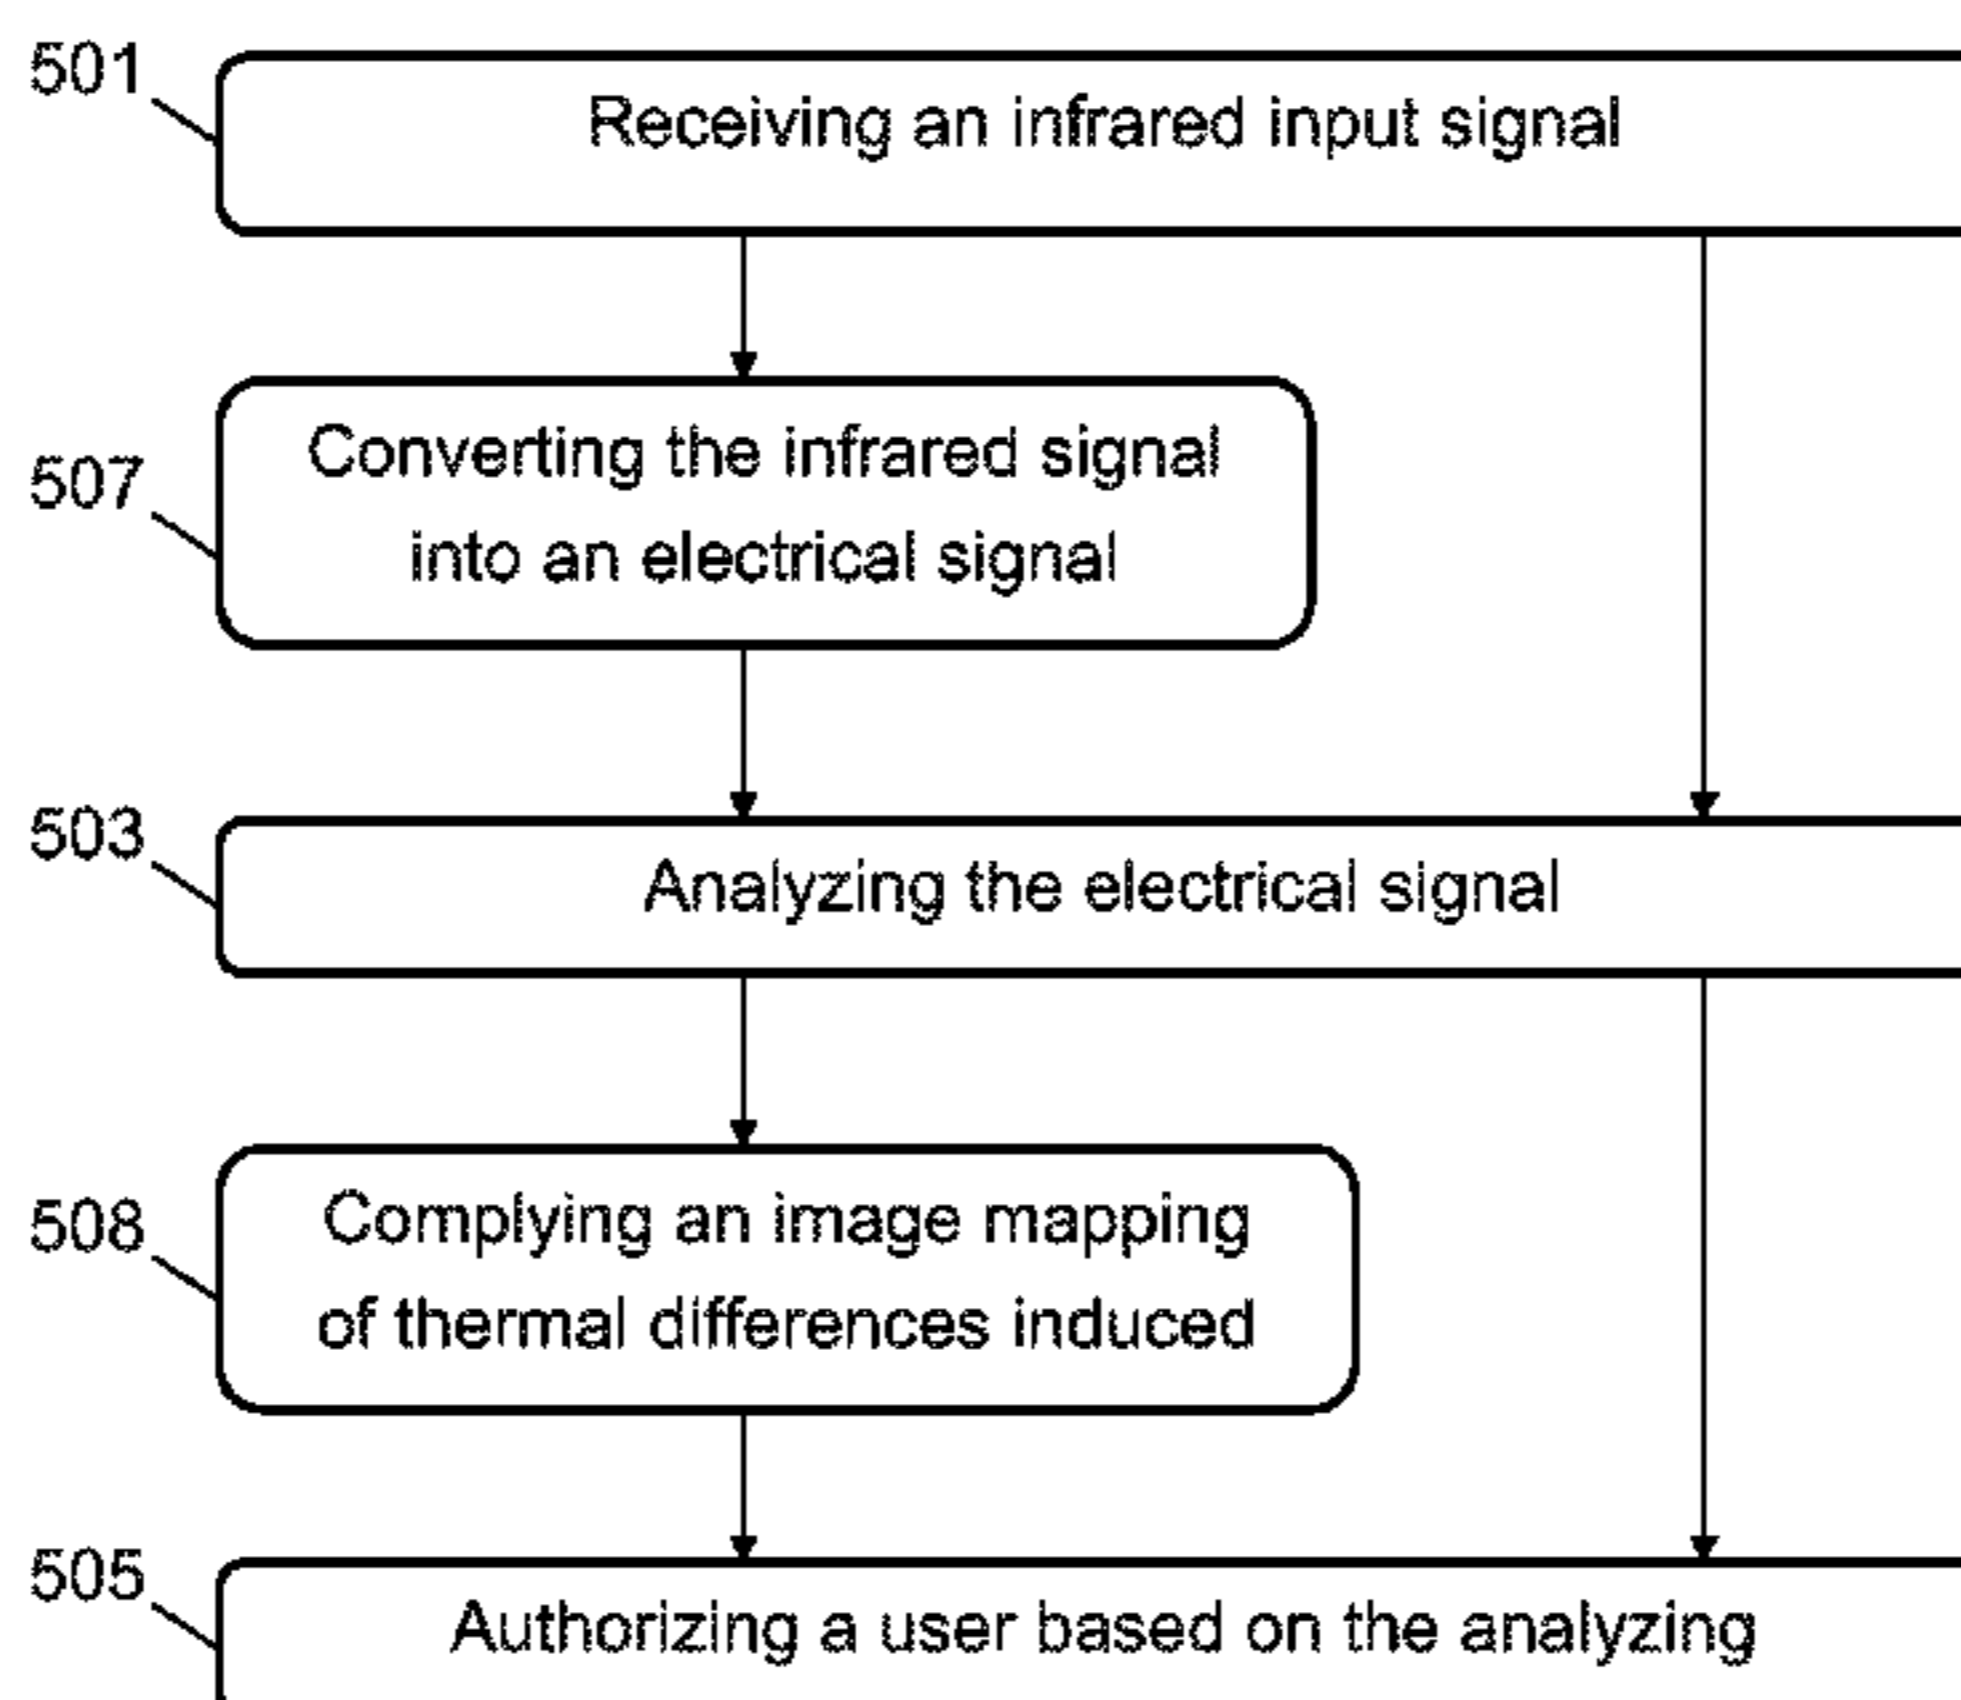 501
Receiving an infrared input signal
507
Converting the infrared signal
into an electrical signal
503
Analyzing the electrical signal
508
Complying an image mapping
of thermal differences induced
505
Authorizing a user based on the analyzing